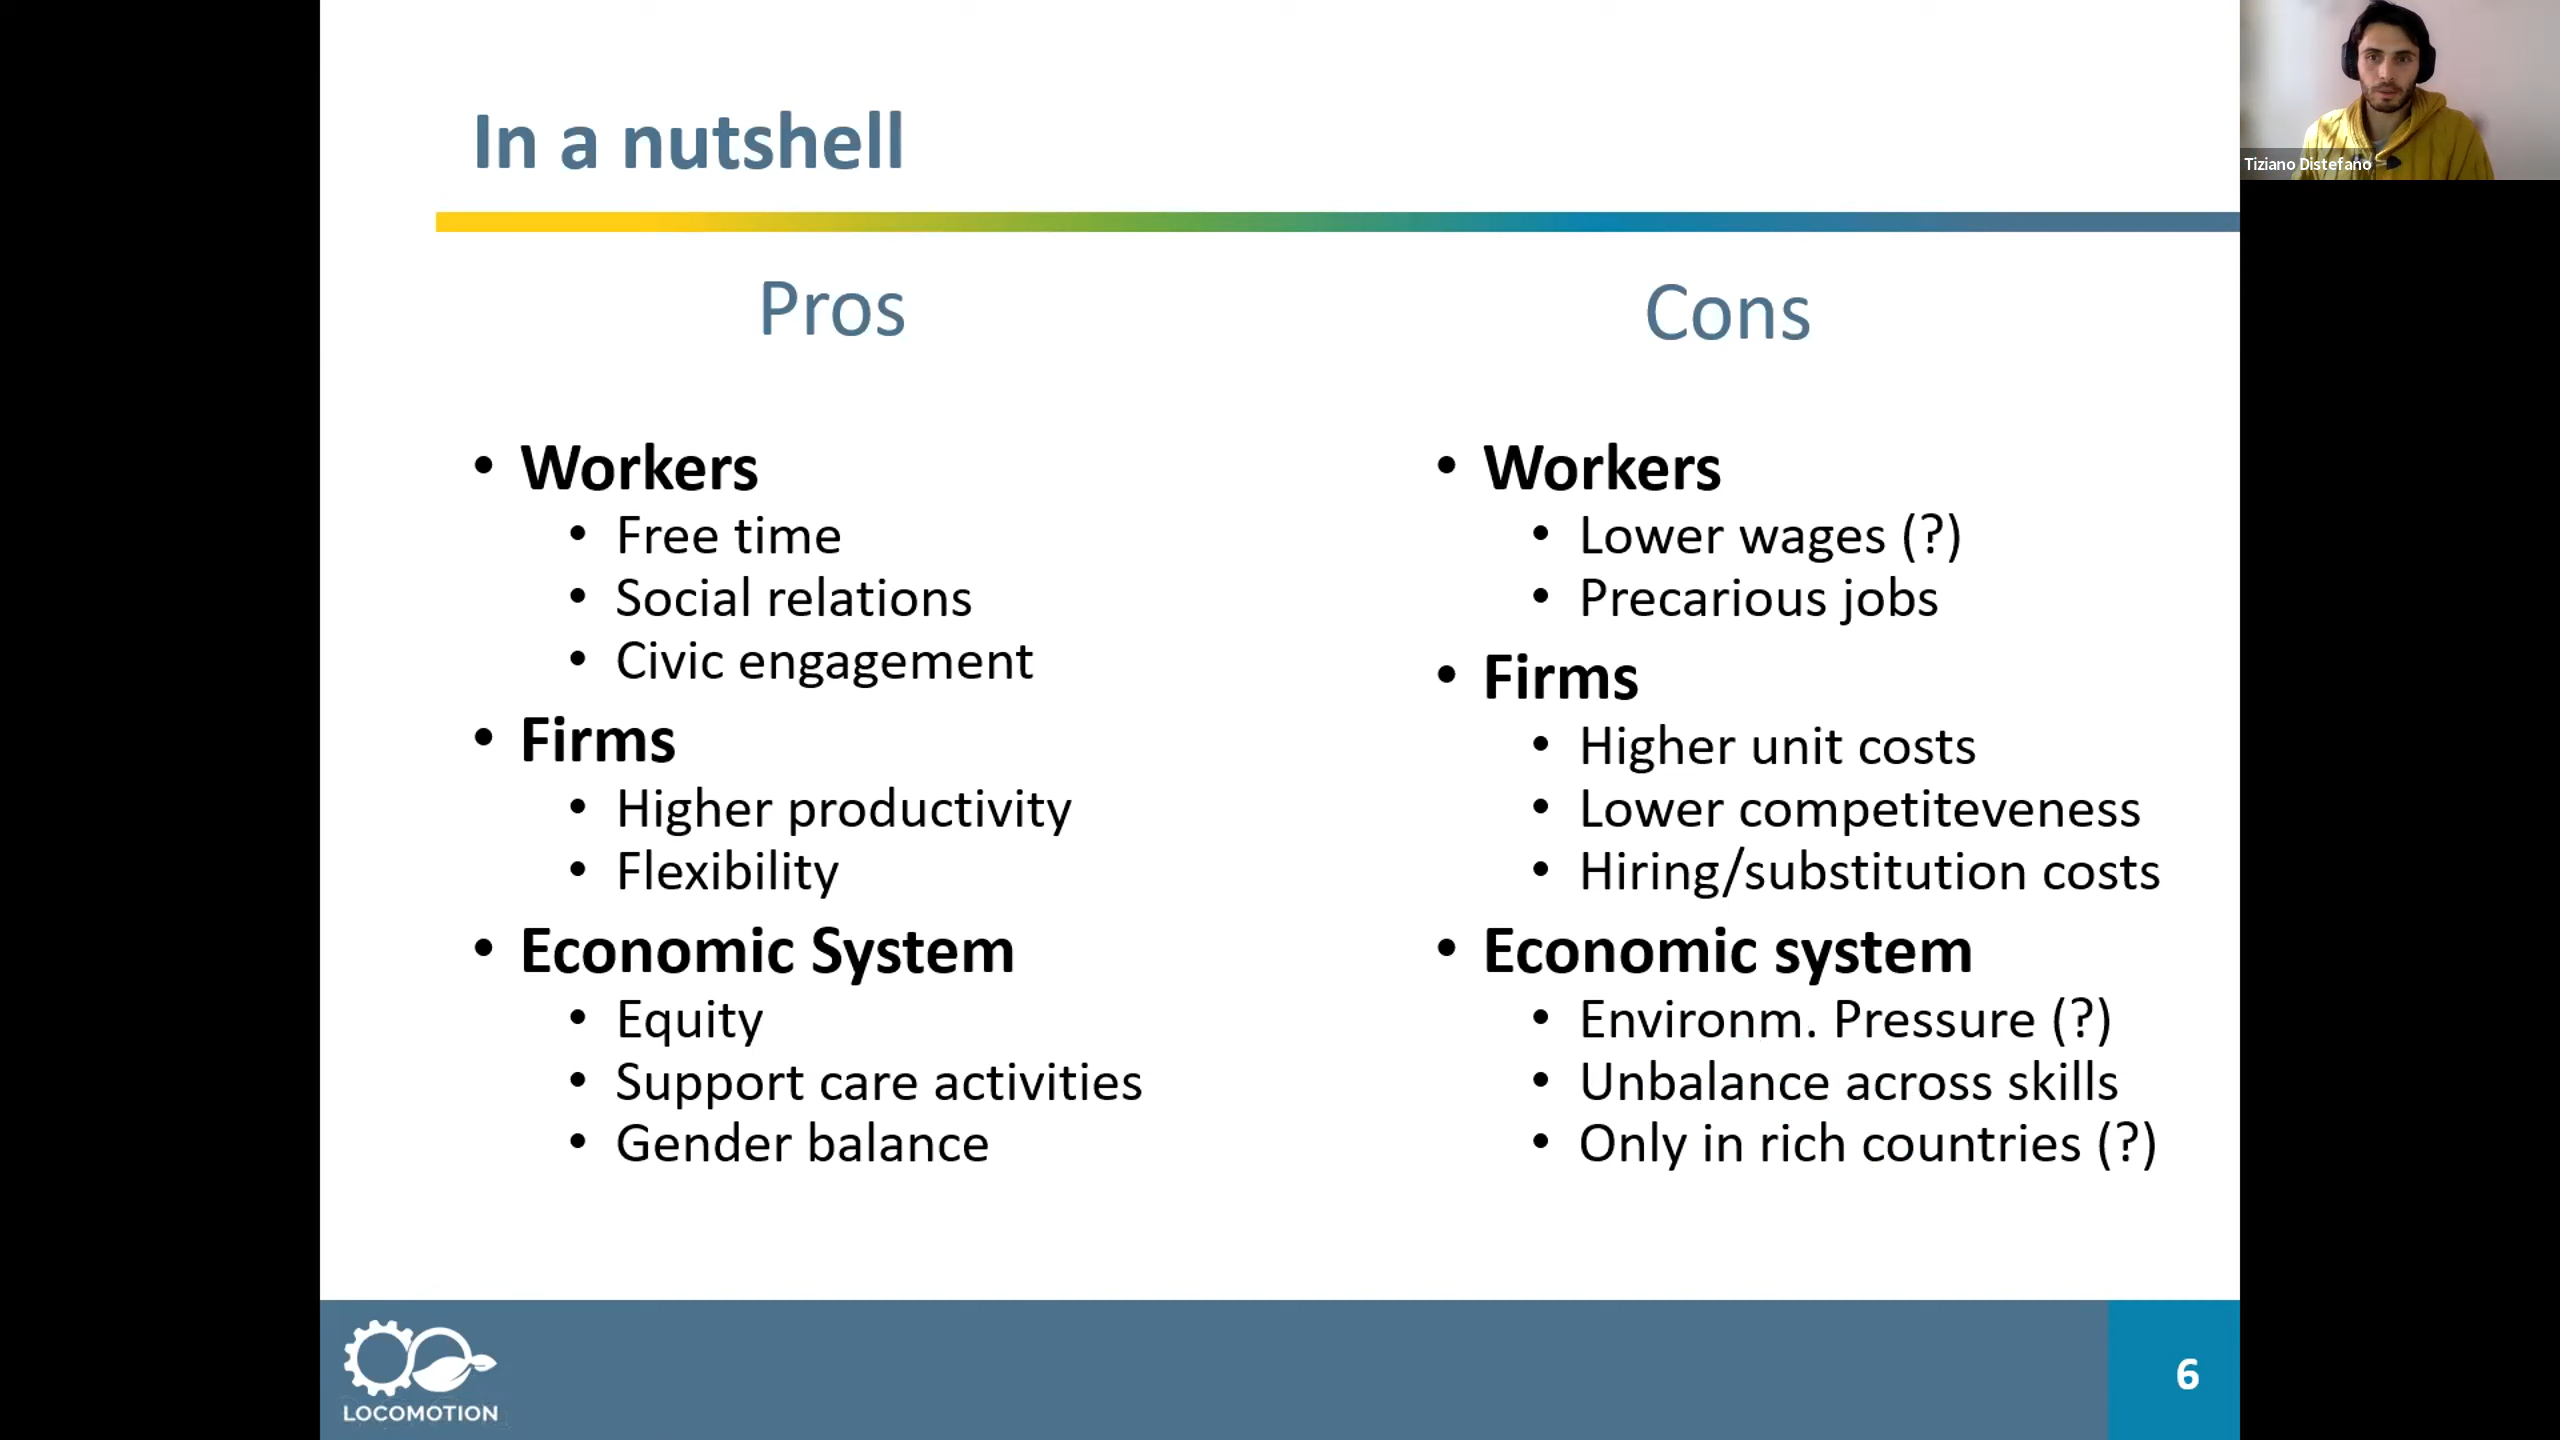 In a nutshell
Tiziano Distefano
Pros
• Workers
• Free time
• Social relations
• Civic engagement
• Firms
• Higher productivity
• Flexibility
• Economic System
• Equity
• Support care activities
• Gender balance
Cons
• Workers
• Lower wages (?)
• Precarious jobs
• Firms
• Higher unit costs
• Lower competiteveness
• Hiring/substitution costs
• Economic system
• Environm. Pressure (?)
• Unbalance across skills
• Only in rich countries (?)
LOCOMOTION
6